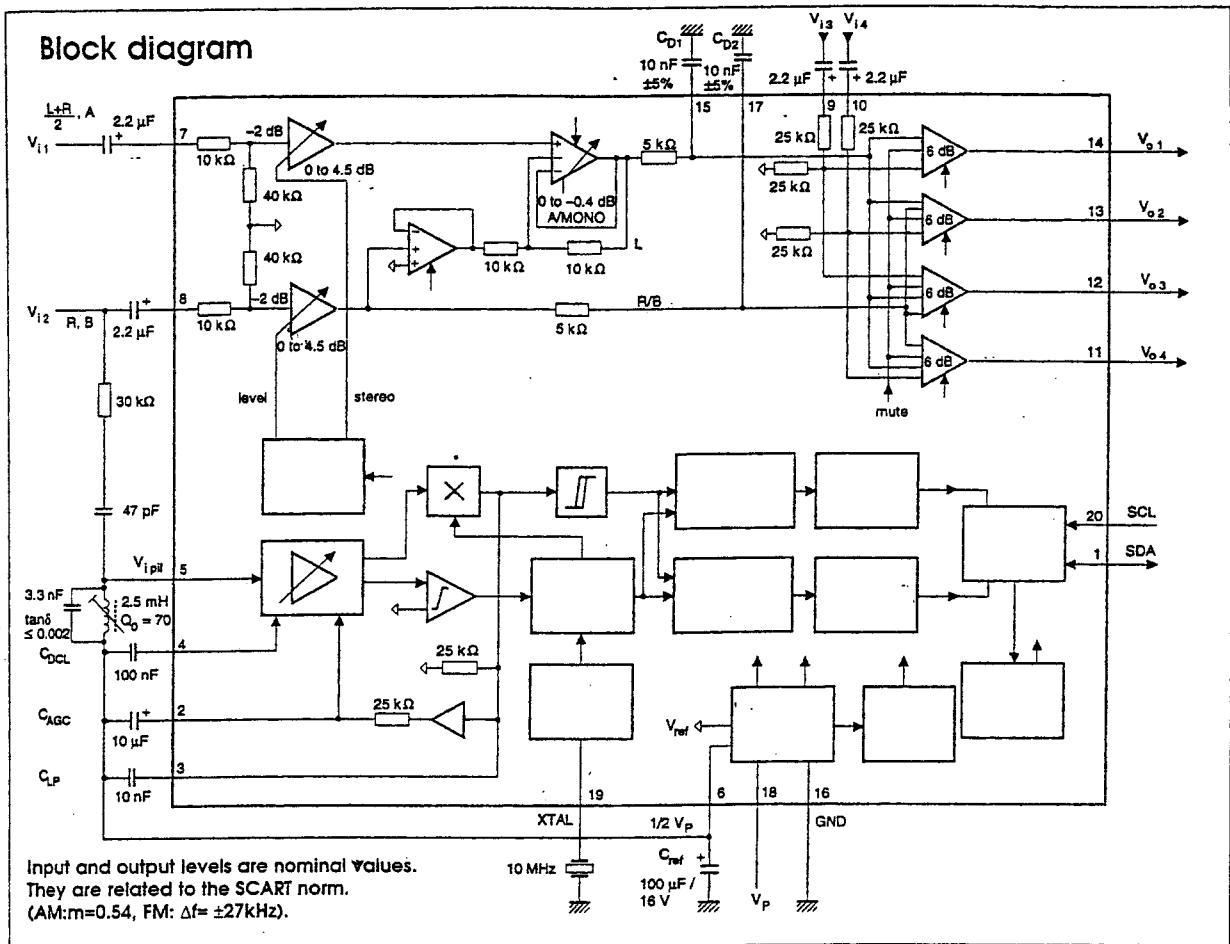 Block diagram
C_D1
10 nF
±5%
C_D2
10 nF
±5%
V_i3
V_i4
2.2 µF
+
+
2.2 µF
15
17
9
10
L+R
2
, A
V_i1
2.2 µF
+
7
10 kΩ
-2 dB
0 to 4.5 dB
40 kΩ
40 kΩ
+
-
-
0 to -0.4 dB
A/MONO
5 kΩ
L
-
+
+
10 kΩ
10 kΩ
25 kΩ
25 kΩ
25 kΩ
25 kΩ
6 dB
14
V_o1
6 dB
13
V_o2
6 dB
12
V_o3
6 dB
11
V_o4
mute
V_i2
R, B
2.2 µF
+
8
10 kΩ
-2 dB
0 to 4.5 dB
5 kΩ
R/B
30 kΩ
level
stereo
47 pF
V_i pil
5
3.3 nF
tanδ
≤ 0.002
2.5 mH
Q_0 = 70
C_DCL
100 nF
4
C_AGC
+
10 µF
2
25 kΩ
25 kΩ
C_LP
10 nF
3
20
SCL
1
SDA
V_ref
19
XTAL
6
18
16
GND
1/2 V_P
10 MHz
C_ref
+
100 µF /
16 V
V_P
Input and output levels are nominal values.
They are related to the SCART norm.
(AM:m=0.54, FM: Δf= ±27kHz).